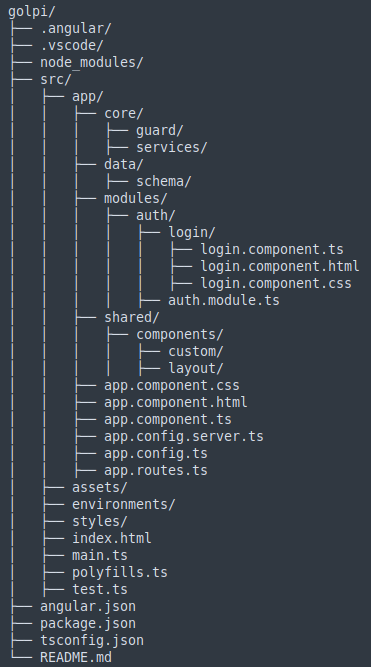 golpi/
├── .angular/
├── .vscode/
├── node_modules/
├── src/
│   ├── app/
│   │   ├── core/
│   │   │   ├── guard/
│   │   │   ├── services/
│   │   ├── data/
│   │   │   ├── schema/
│   │   ├── modules/
│   │   │   ├── auth/
│   │   │   │   ├── login/
│   │   │   │   │   ├── login.component.ts
│   │   │   │   │   ├── login.component.html
│   │   │   │   │   ├── login.component.css
│   │   │   │   ├── auth.module.ts
│   │   ├── shared/
│   │   │   ├── components/
│   │   │   │   ├── custom/
│   │   │   │   ├── layout/
│   │   ├── app.component.css
│   │   ├── app.component.html
│   │   ├── app.component.ts
│   │   ├── app.config.server.ts
│   │   ├── app.config.ts
│   │   ├── app.routes.ts
│   ├── assets/
│   ├── environments/
│   ├── styles/
│   ├── index.html
│   ├── main.ts
│   ├── polyfills.ts
│   ├── test.ts
├── angular.json
├── package.json
├── tsconfig.json
└── README.md